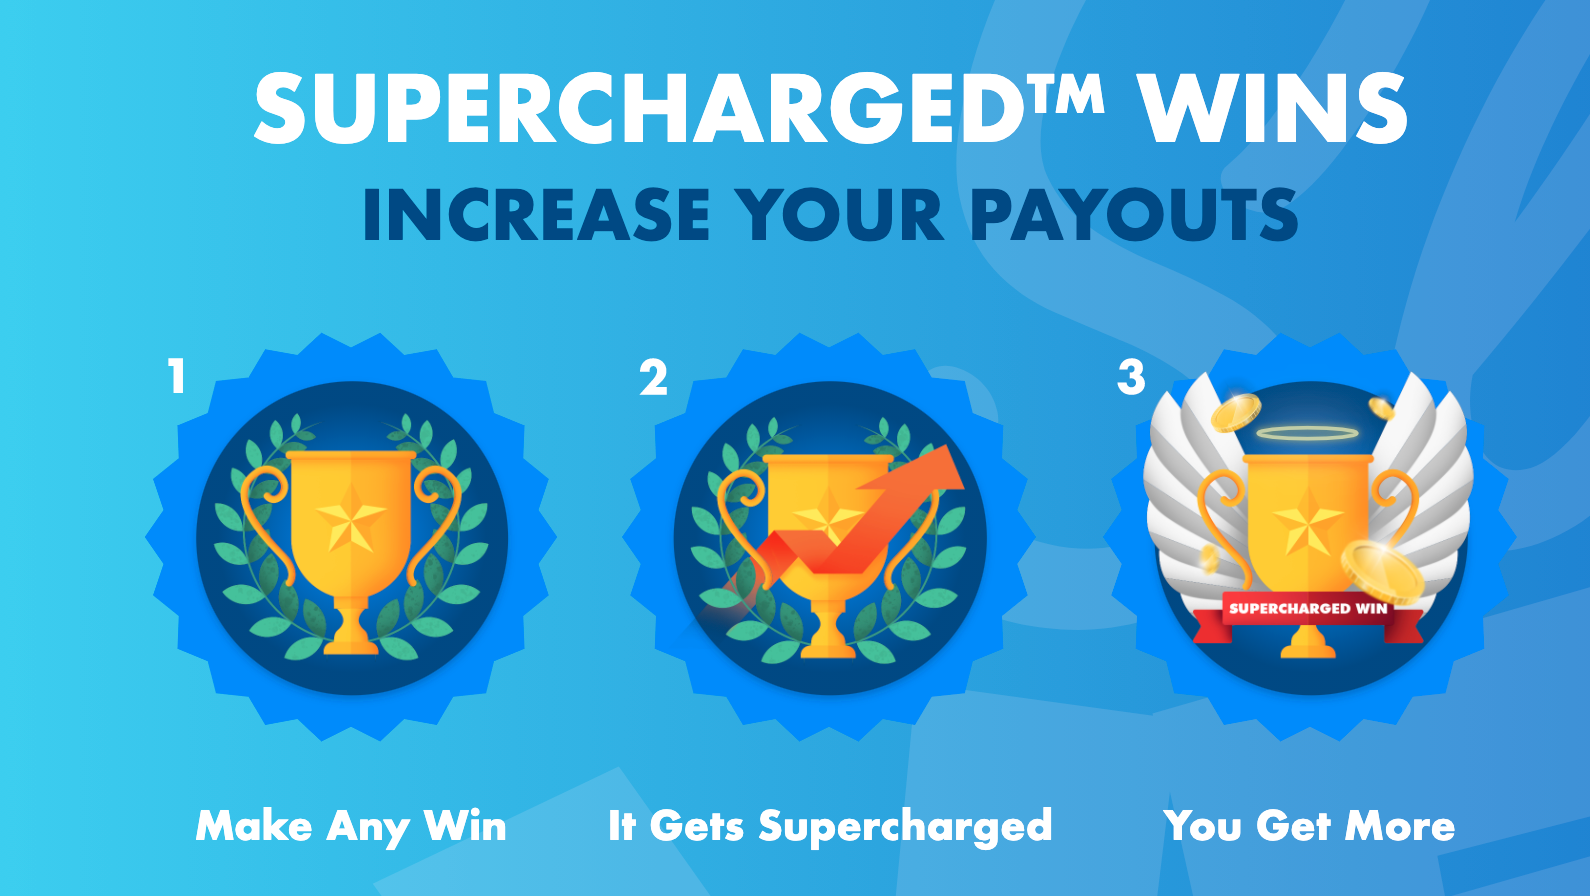 SUPERCHARGED™ WINS
INCREASE YOUR PAYOUTS
1
2
3
SUPERCHARGED WIN
Make Any Win
It Gets Supercharged
You Get More